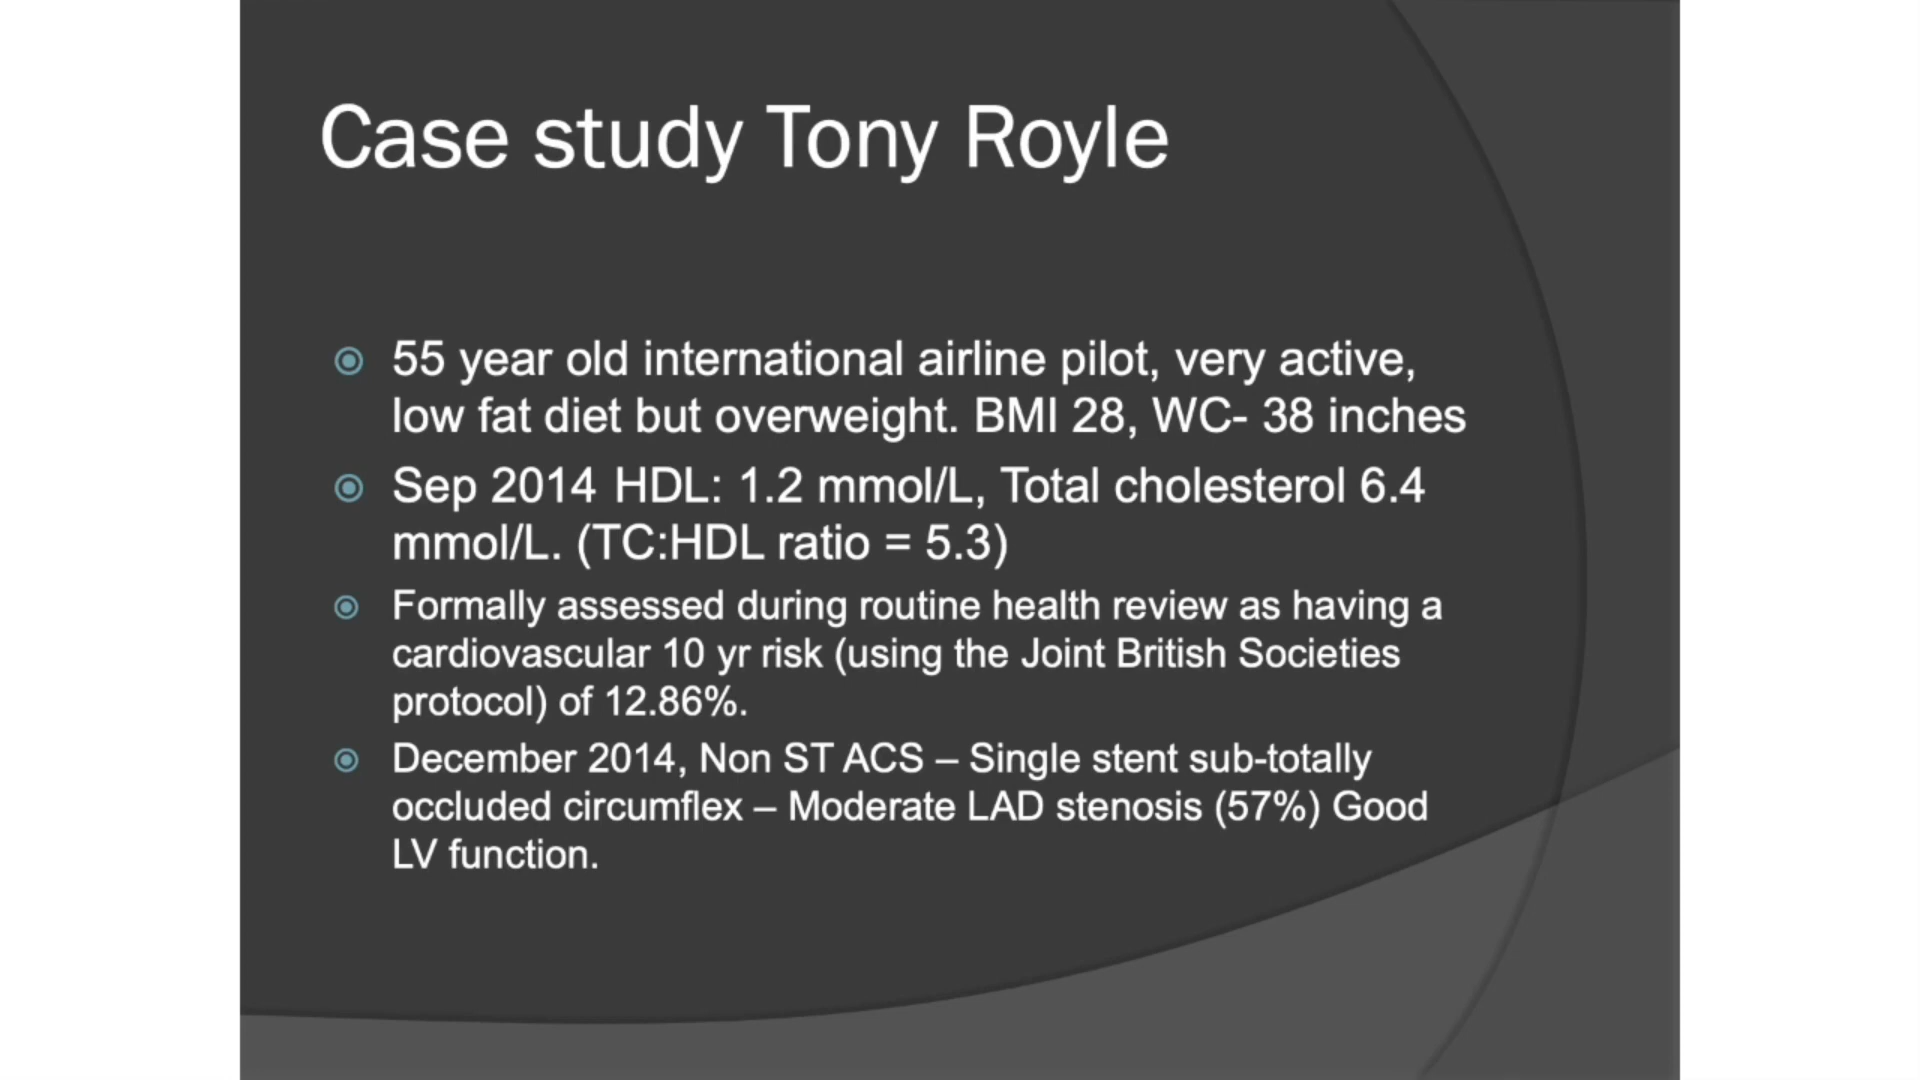 Case study Tony Royle
55 year old international airline pilot, very active,
low fat diet but overweight. BMI 28, WC- 38 inches
Sep 2014 HDL: 1.2 mmol/L, Total cholesterol 6.4
mmol/L. (TC:HDL ratio = 5.3)
Formally assessed during routine health review as having a
cardiovascular 10 yr risk (using the Joint British Societies
protocol) of 12.86%.
December 2014, Non ST ACS – Single stent sub-totally
occluded circumflex – Moderate LAD stenosis (57%) Good
LV function.